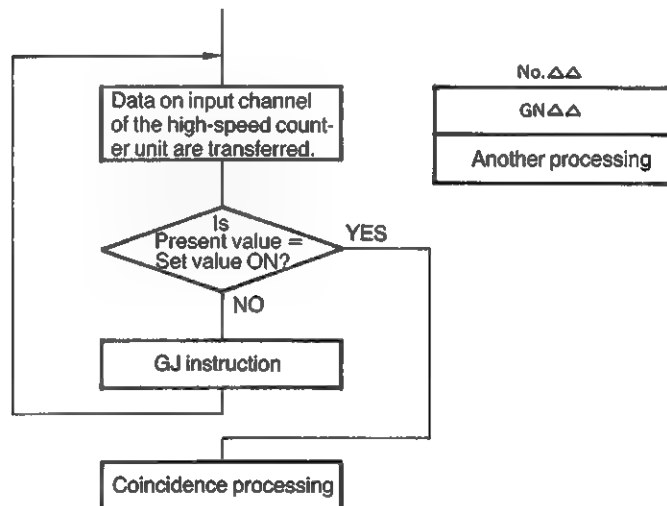 Data on input channel
of the high-speed count-
er unit are transferred.
Is
Present value =
Set value ON?
YES
NO
GJ instruction
Coincidence processing
No.△△
GN△△
Another processing